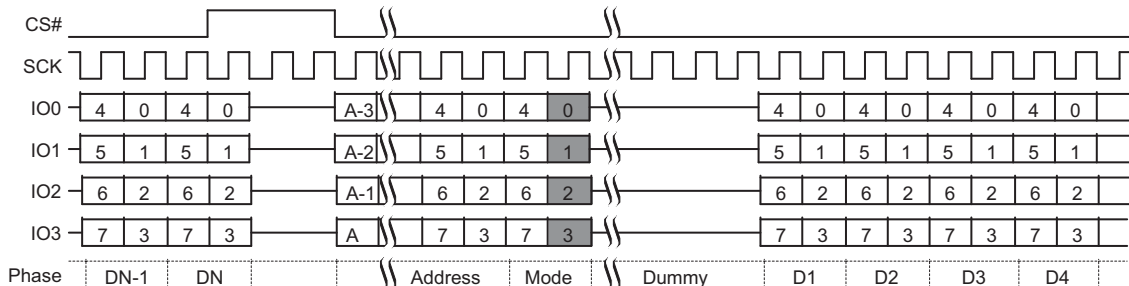 CS#
SCK
IO0 4 0 4 0 A-3 4 0 4 0 4 0 4 0 4 0 4 0
IO1 5 1 5 1 A-2 5 1 5 1 5 1 5 1 5 1 5 1
IO2 6 2 6 2 A-1 6 2 6 2 6 2 6 2 6 2 6 2
IO3 7 3 7 3 A 7 3 7 3 7 3 7 3 7 3 7 3
Phase DN-1 DN Address Mode Dummy D1 D2 D3 D4